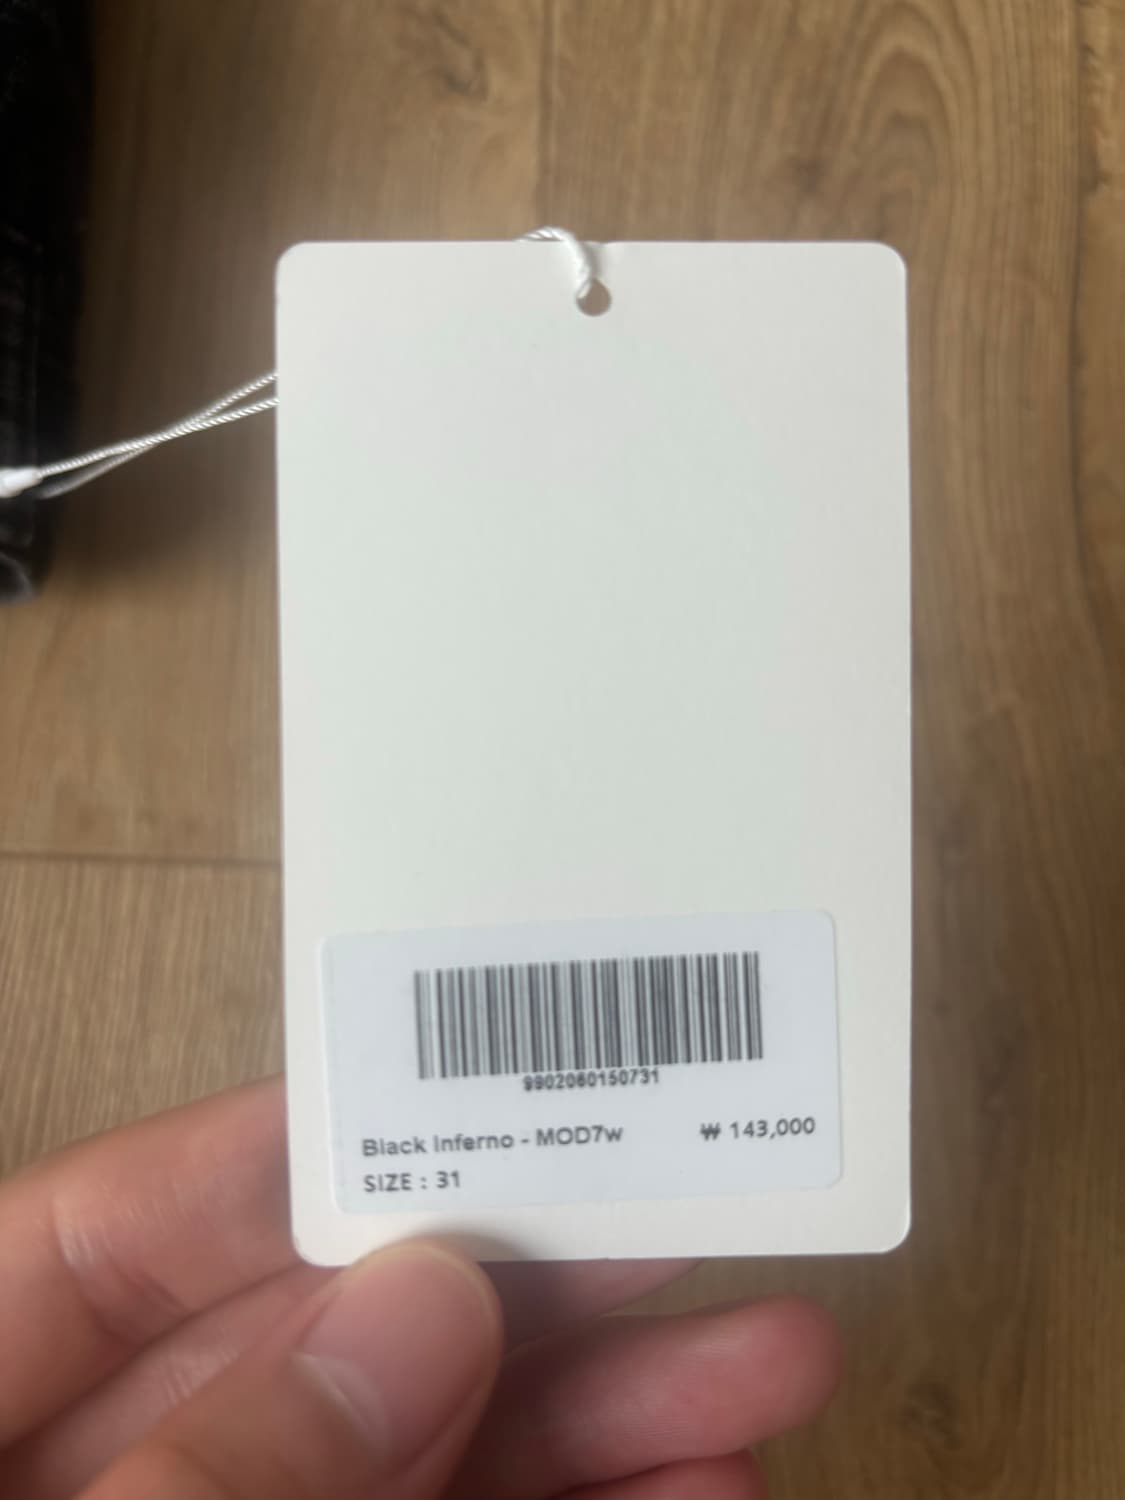 9902060150731
Black Inferno - MOD7w ₩ 143,000
SIZE : 31